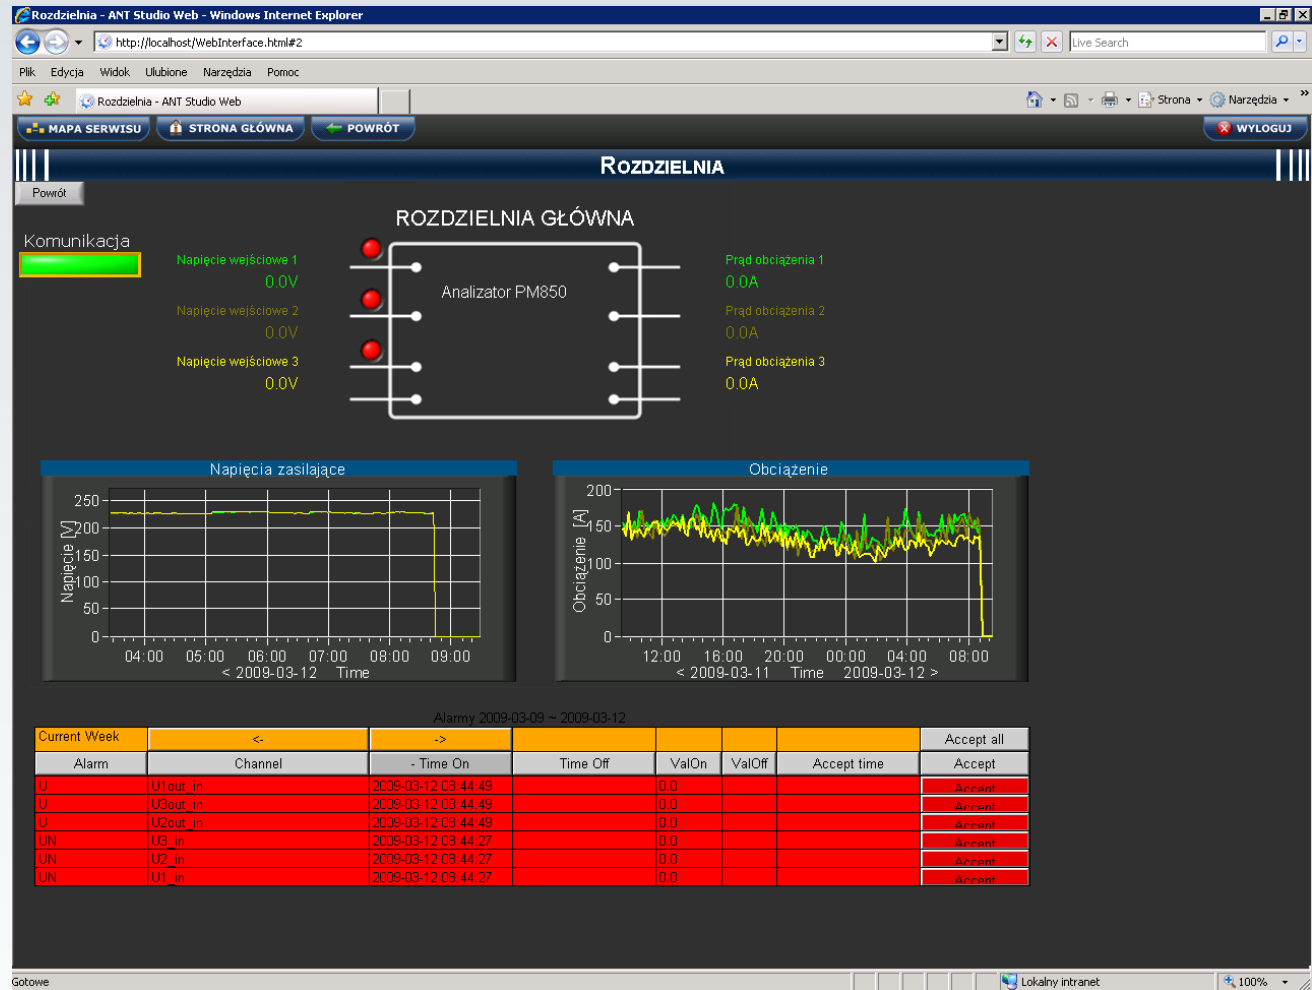 Rozdzielnia - ANT Studio Web - Windows Internet Explorer
http://localhost/WebInterface.html#2
Live Search
Plik Edycja Widok Ulubione Narzędzia Pomoc
Rozdzielnia - ANT Studio Web
Strona Narzędzia »
MAPA SERWISU STRONA GŁÓWNA POWRÓT WYLOGUJ
ROZDZIELNIA
Powrót
ROZDZIELNIA GŁÓWNA
Komunikacja
Napięcie wejściowe 1
0.0V
Napięcie wejściowe 2
0.0V
Napięcie wejściowe 3
0.0V
Analizator PM850
Prąd obciążenia 1
0.0A
Prąd obciążenia 2
0.0A
Prąd obciążenia 3
0.0A
Napięcia zasilające
Napięcie [V]
250
200
150
100
50
0
04:00 05:00 06:00 07:00 08:00 09:00
< 2009-03-12 Time
Obciążenie
Obciążenie [A]
200
150
100
50
0
12:00 16:00 20:00 00:00 04:00 08:00
< 2009-03-11 Time 2009-03-12 >
Alarmy 2009-03-09 ~ 2009-03-12
Current Week <- -> Accept all
Alarm Channel - Time On Time Off ValOn ValOff Accept time Accept
U U1out_in 2009-03-12 08:44:49 0.0 Accept
U U3out_in 2009-03-12 08:44:49 0.0 Accept
U U2out_in 2009-03-12 08:44:49 0.0 Accept
UN U3_in 2009-03-12 08:44:27 0.0 Accept
UN U2_in 2009-03-12 08:44:27 0.0 Accept
UN U1_in 2009-03-12 08:44:27 0.0 Accept
Gotowe Lokalny intranet 100%